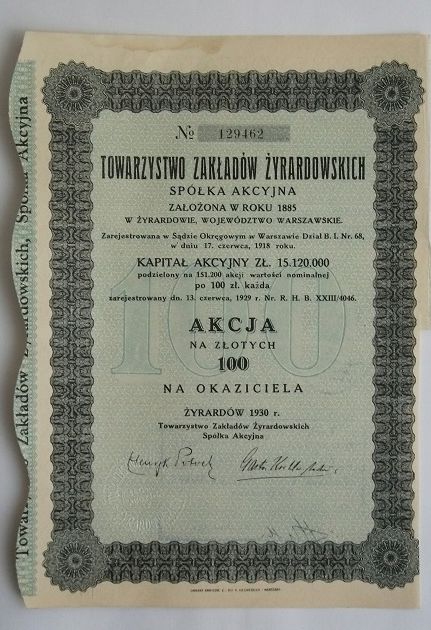 Towarzystwo Zakładów Żyrardowskich, Spółka Akcyjna
№ 129462
TOWARZYSTWO ZAKŁADÓW ŻYRARDOWSKICH
SPÓŁKA AKCYJNA
ZAŁOŻONA W ROKU 1885
W ŻYRARDOWIE, WOJEWÓDZTWO WARSZAWSKIE.
Zarejestrowana w Sądzie Okręgowym w Warszawie Dział B. I. Nr. 68,
w dniu 17. czerwca, 1918 roku.
KAPITAŁ AKCYJNY ZŁ. 15.120.000
podzielony na 151.200 akcji wartości nominalnej
po 100 zł. każda
zarejestrowany dn. 13. czerwca, 1929 r. Nr. R. H. B. XXIII/4046.
100
AKCJA
NA ZŁOTYCH
100
NA OKAZICIELA
ŻYRARDÓW 1930 r.
Towarzystwo Zakładów Żyrardowskich
Spółka Akcyjna